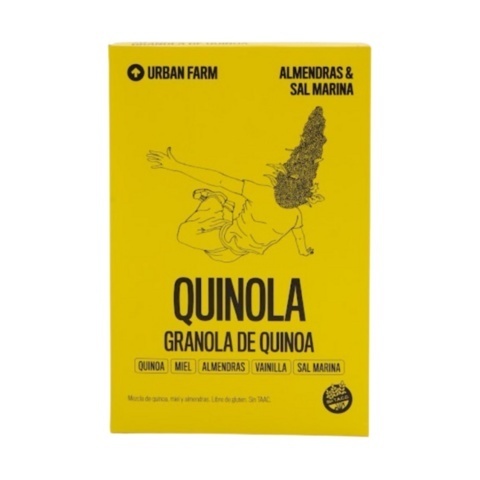 URBAN FARM
ALMENDRAS &
SAL MARINA
QUINOLA
GRANOLA DE QUINOA
QUINOA MIEL ALMENDRAS VAINILLA SAL MARINA
Mezcla de quinoa, miel y almendras. Libre de gluten. Sin TACC.
SIN T.A.C.C.